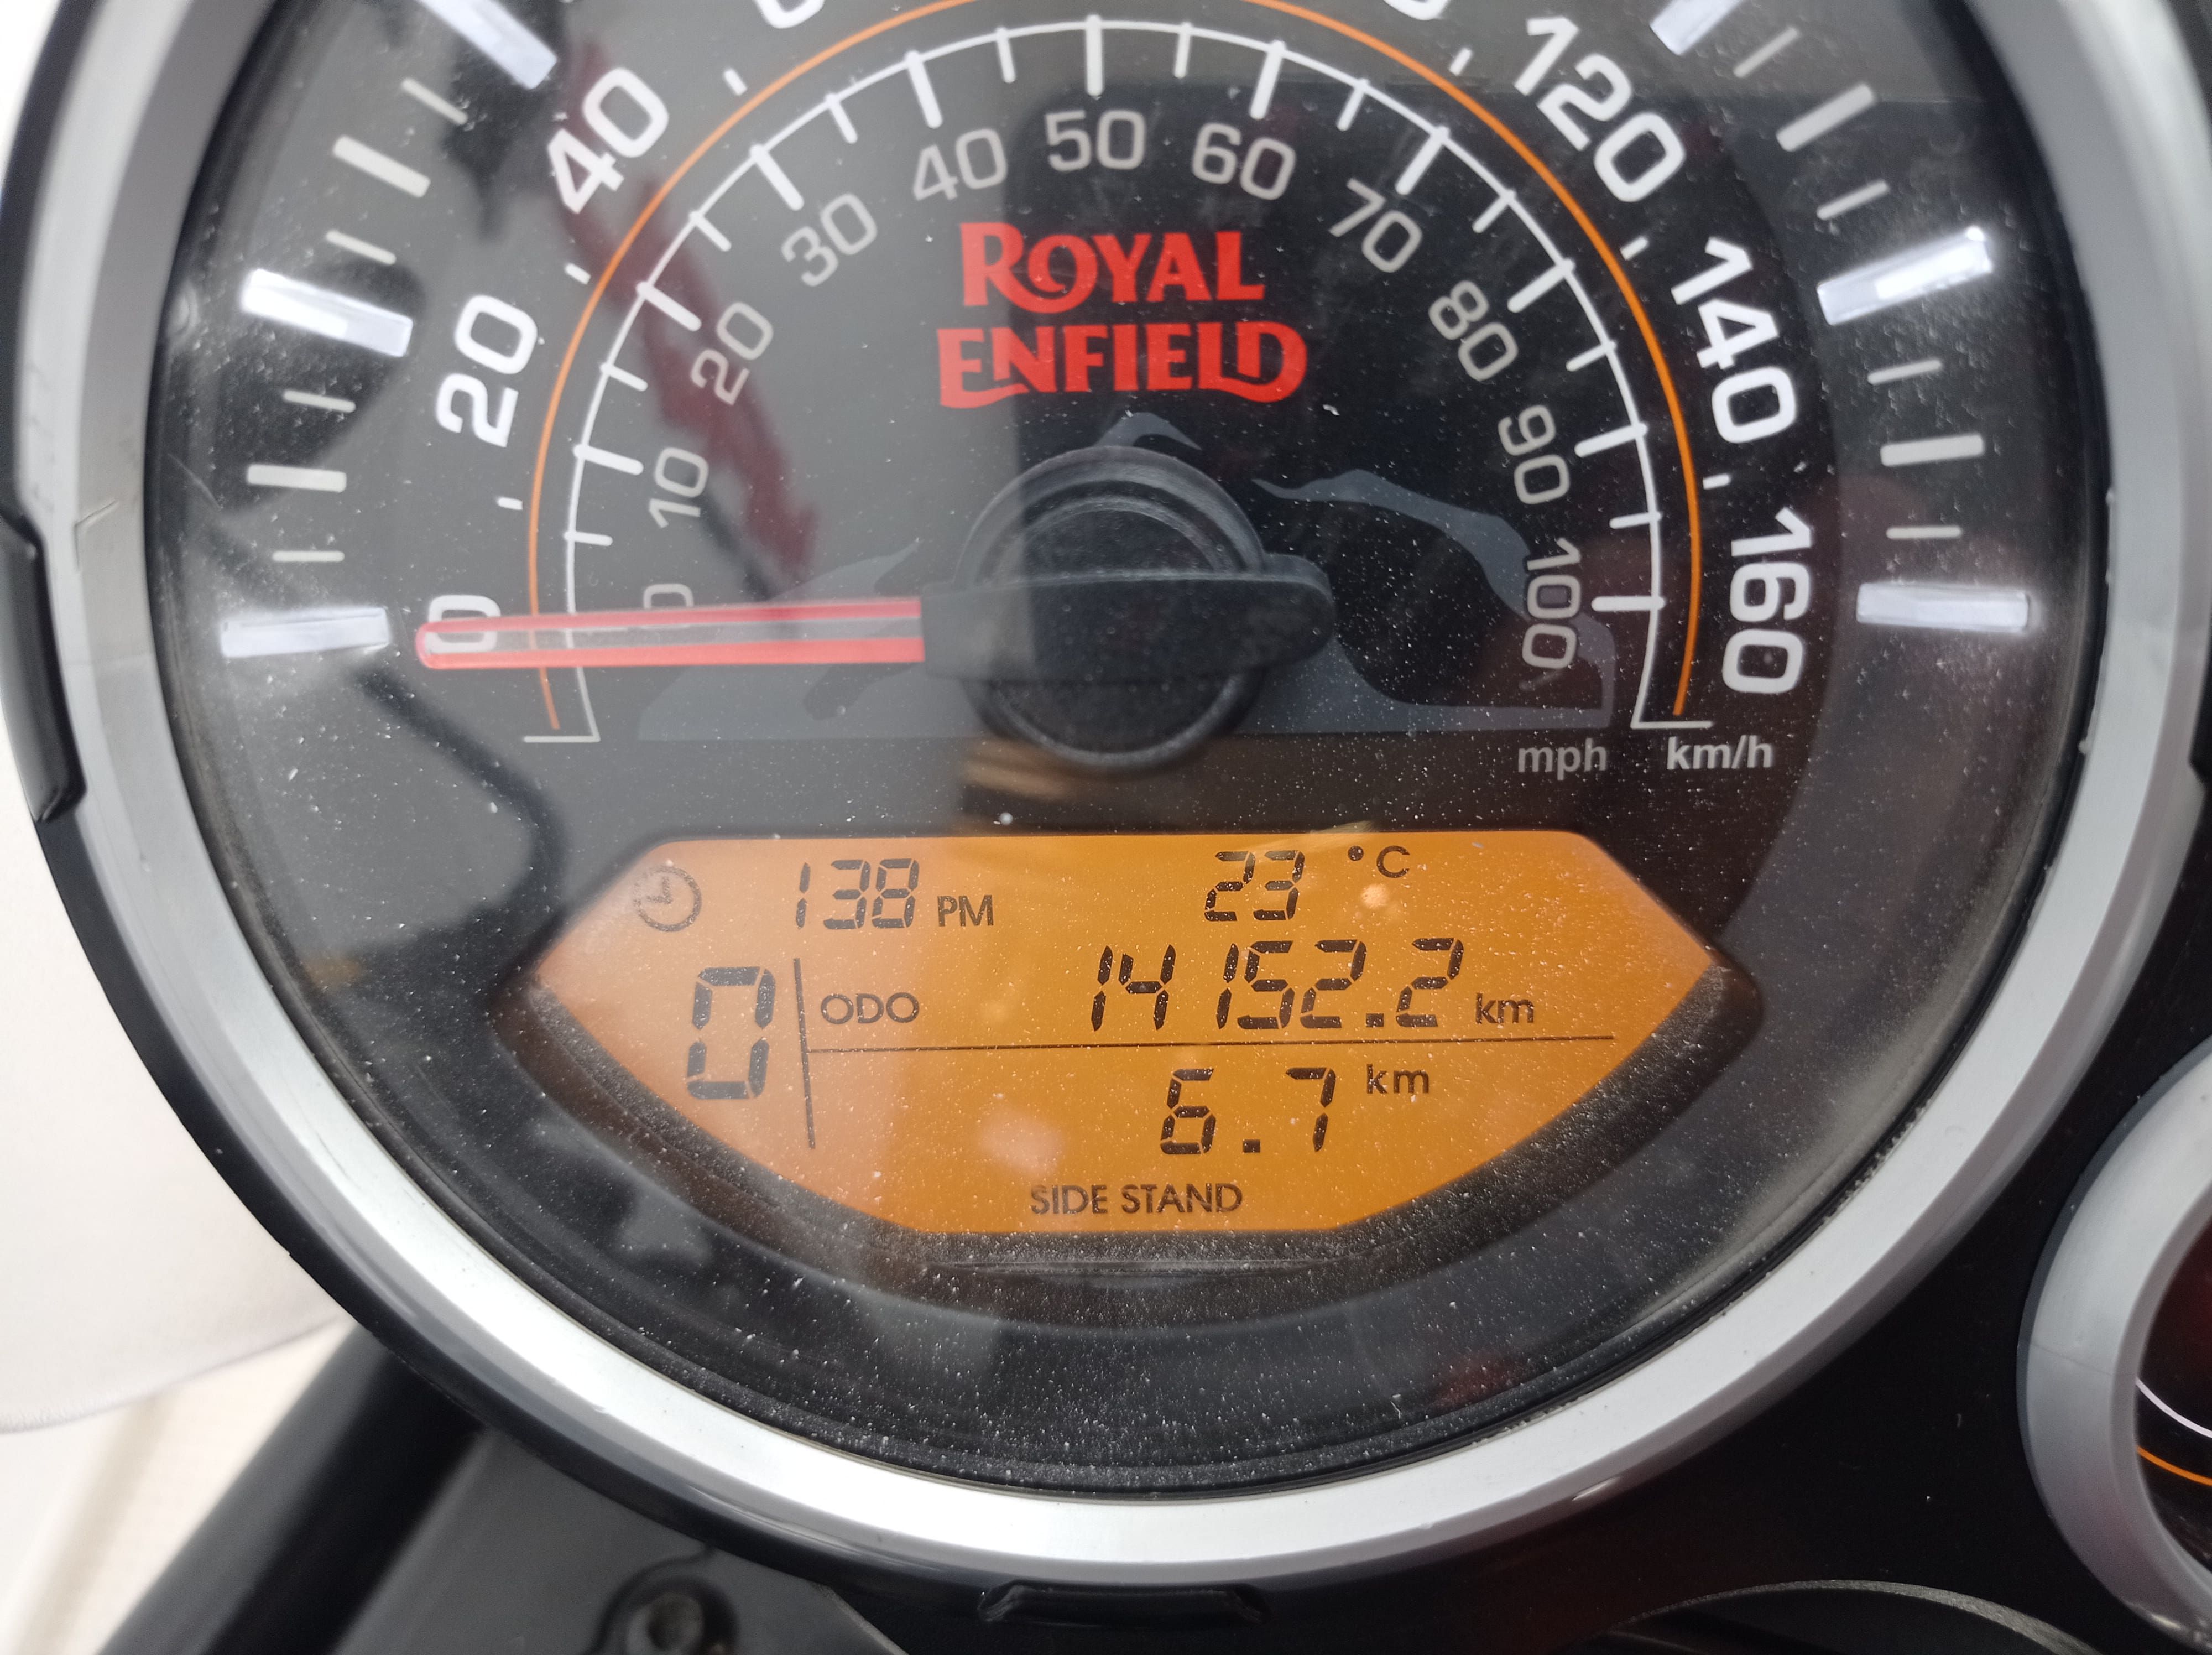 40
120
20
140
0
160
0 10 20 30 40 50 60 70 80 90 100
ROYAL
ENFIELD
mph km/h
138 PM 23 °C
0 ODO 14152.2 km
6.7 km
SIDE STAND